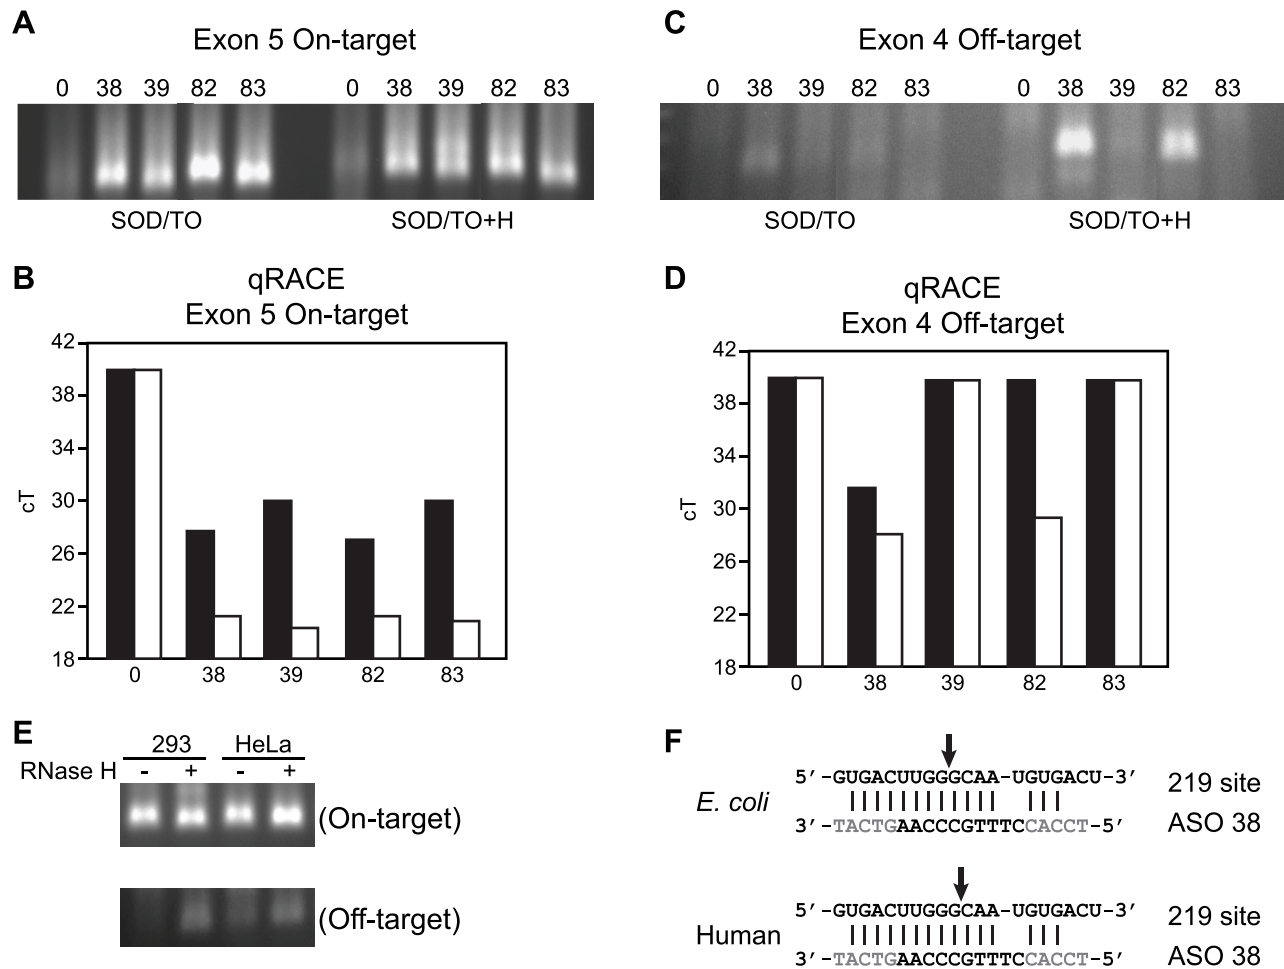 A
Exon 5 On-target
0 38 39 82 83 0 38 39 82 83
SOD/TO SOD/TO+H
B
qRACE
Exon 5 On-target
42
38
34
30
26
22
18
cT
0 38 39 82 83
C
Exon 4 Off-target
0 38 39 82 83 0 38 39 82 83
SOD/TO SOD/TO+H
D
qRACE
Exon 4 Off-target
42
38
34
30
26
22
18
cT
0 38 39 82 83
E
293 HeLa
RNase H - + - +
(On-target)
(Off-target)
F
E. coli
5′-GUGACUUGGGCAA-UGUGACU-3′ 219 site
3′-TACTGAACCCGTTTCCACCT-5′ ASO 38
Human
5′-GUGACUUGGGCAA-UGUGACU-3′ 219 site
3′-TACTGAACCCGTTTCCACCT-5′ ASO 38